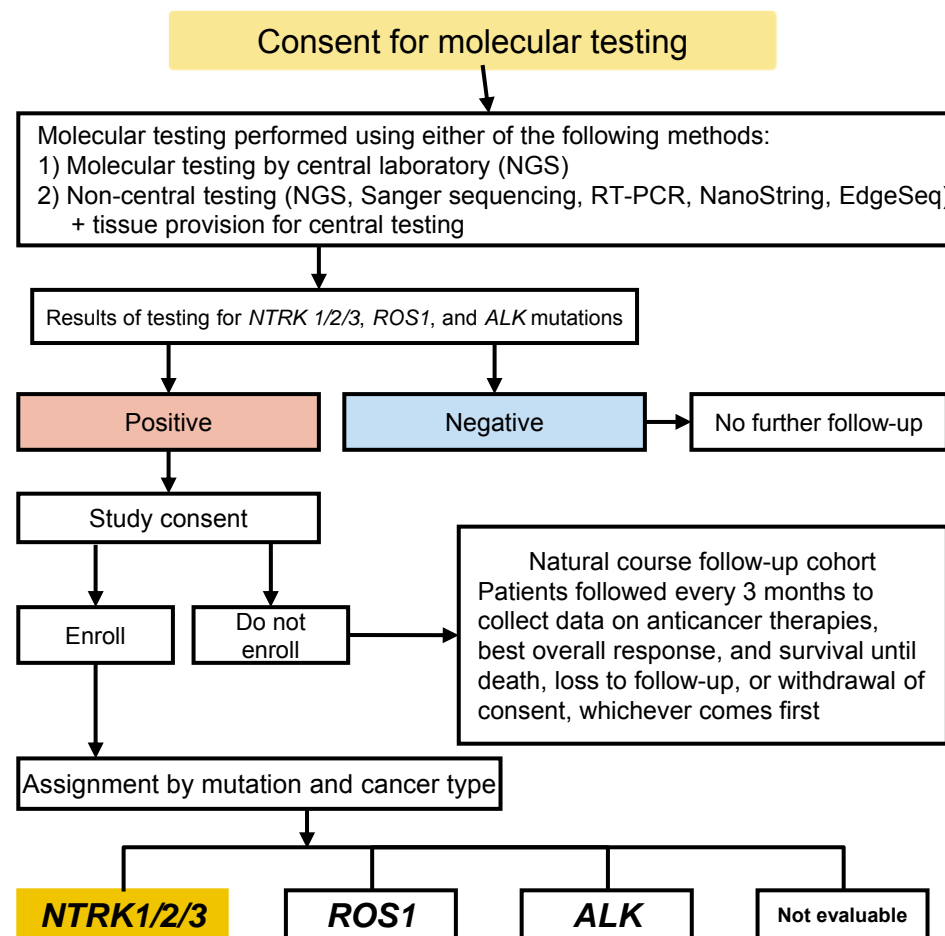 Consent for molecular testing
Molecular testing performed using either of the following methods:
1) Molecular testing by central laboratory (NGS)
2) Non-central testing (NGS, Sanger sequencing, RT-PCR, NanoString, EdgeSeq)
+ tissue provision for central testing
Results of testing for NTRK 1/2/3, ROS1, and ALK mutations
Positive
Negative
No further follow-up
Study consent
Enroll
Do not
enroll
Natural course follow-up cohort
Patients followed every 3 months to
collect data on anticancer therapies,
best overall response, and survival until
death, loss to follow-up, or withdrawal of
consent, whichever comes first
Assignment by mutation and cancer type
NTRK1/2/3
ROS1
ALK
Not evaluable